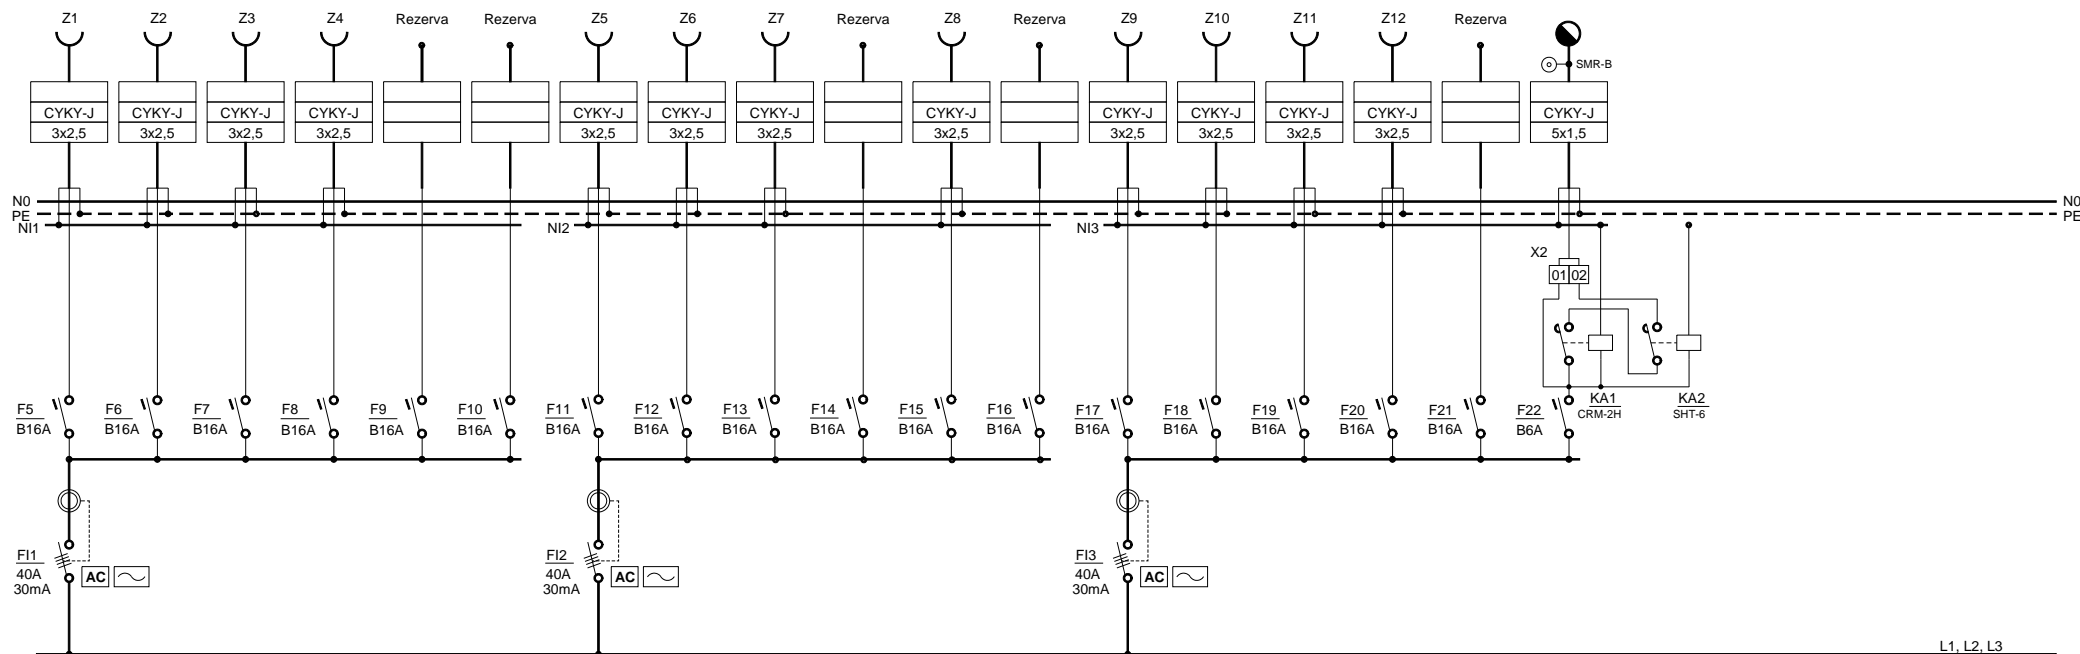 Z1 Z2 Z3 Z4 Rezerva Rezerva Z5 Z6 Z7 Rezerva Z8 Rezerva Z9 Z10 Z11 Z12 Rezerva
SMR-B
CYKY-J CYKY-J CYKY-J CYKY-J CYKY-J CYKY-J CYKY-J CYKY-J CYKY-J CYKY-J CYKY-J CYKY-J CYKY-J
3x2,5 3x2,5 3x2,5 3x2,5 3x2,5 3x2,5 3x2,5 3x2,5 3x2,5 3x2,5 3x2,5 3x2,5 5x1,5
N0 N0
PE PE
NI1 NI2 NI3
X2
01 02
F5 F6 F7 F8 F9 F10 F11 F12 F13 F14 F15 F16 F17 F18 F19 F20 F21 F22 KA1 KA2
B16A B16A B16A B16A B16A B16A B16A B16A B16A B16A B16A B16A B16A B16A B16A B16A B16A B6A CRM-2H SHT-6
FI1 FI2 FI3
40A AC 40A AC 40A AC
30mA 30mA 30mA
L1, L2, L3